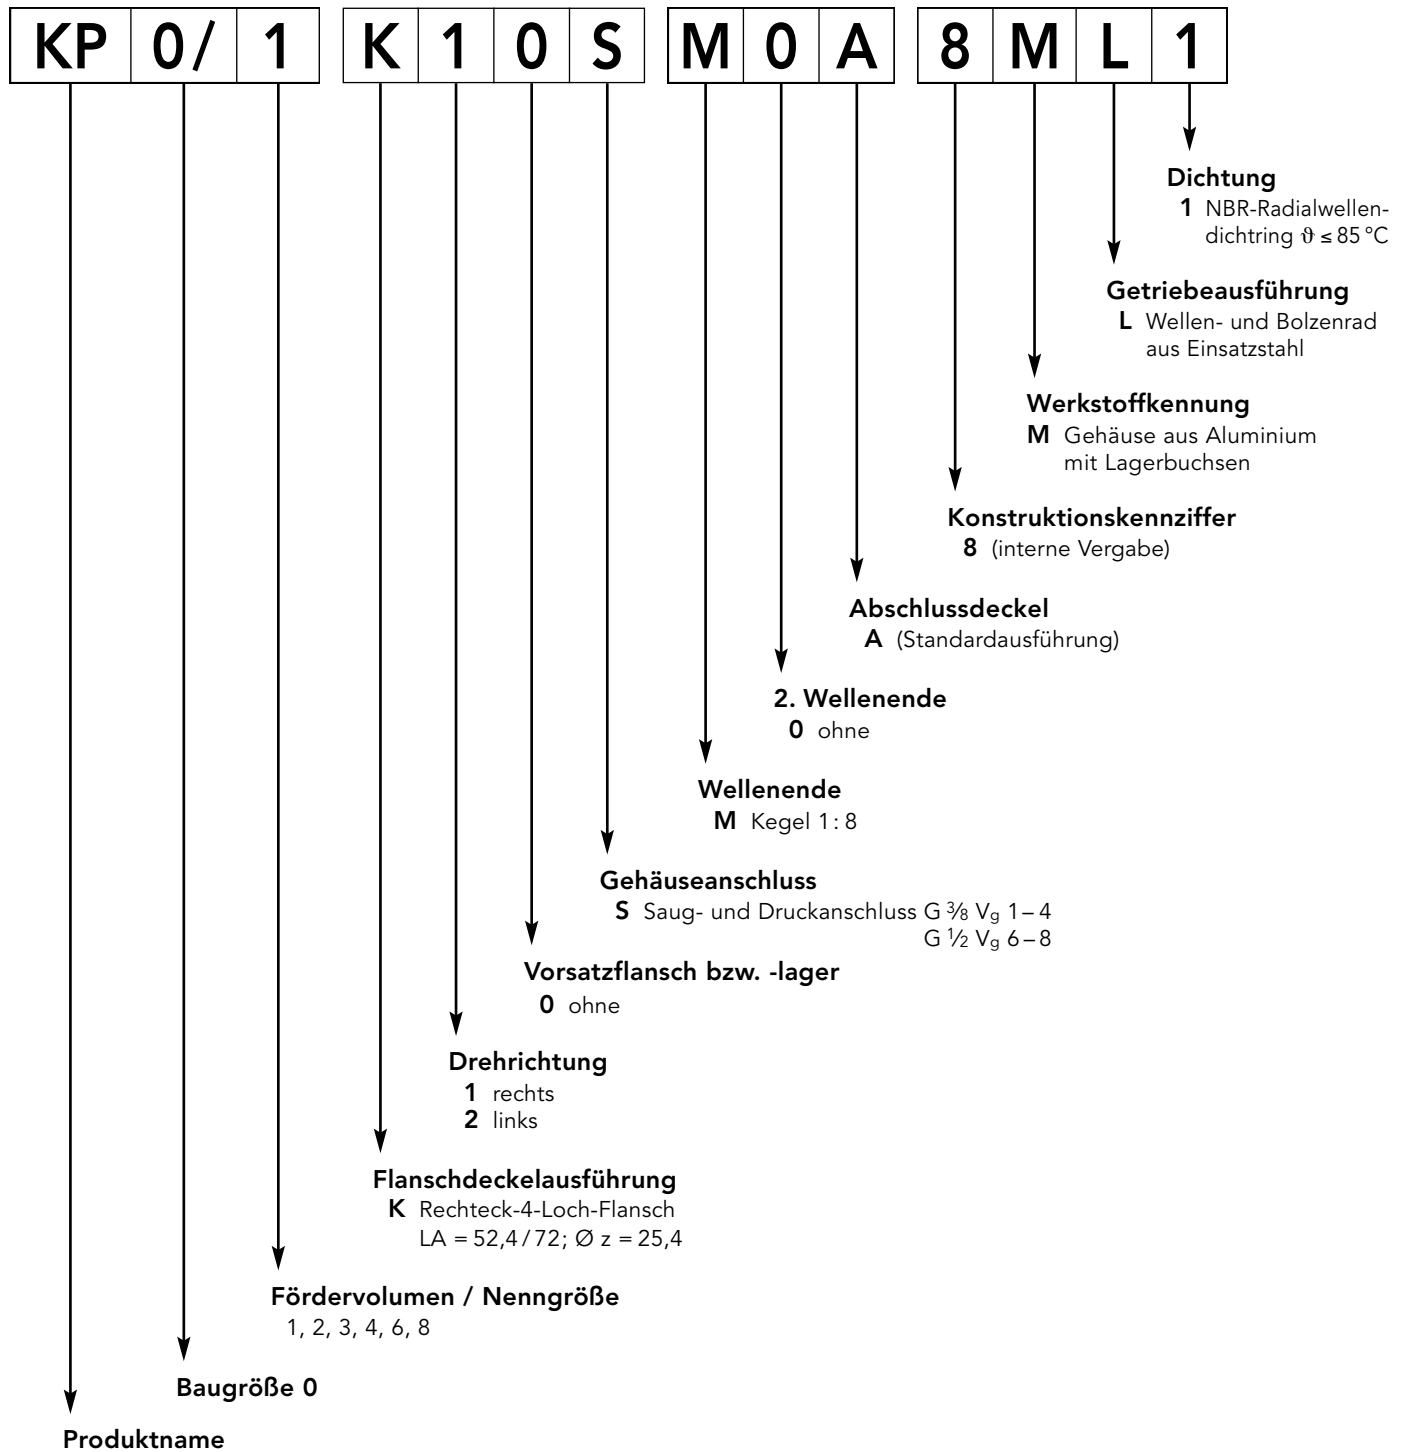 KP 0/ 1 K 1 0 S M 0 A 8 M L 1
Dichtung
1 NBR-Radialwellen-
dichtring ϑ ≤ 85 °C
Getriebeausführung
L Wellen- und Bolzenrad
aus Einsatzstahl
Werkstoffkennung
M Gehäuse aus Aluminium
mit Lagerbuchsen
Konstruktionskennziffer
8 (interne Vergabe)
Abschlussdeckel
A (Standardausführung)
2. Wellenende
0 ohne
Wellenende
M Kegel 1 : 8
Gehäuseanschluss
S Saug- und Druckanschluss G 3/8 Vg 1 – 4
G 1/2 Vg 6 – 8
Vorsatzflansch bzw. -lager
0 ohne
Drehrichtung
1 rechts
2 links
Flanschdeckelausführung
K Rechteck-4-Loch-Flansch
LA = 52,4 / 72; Ø z = 25,4
Fördervolumen / Nenngröße
1, 2, 3, 4, 6, 8
Baugröße 0
Produktname